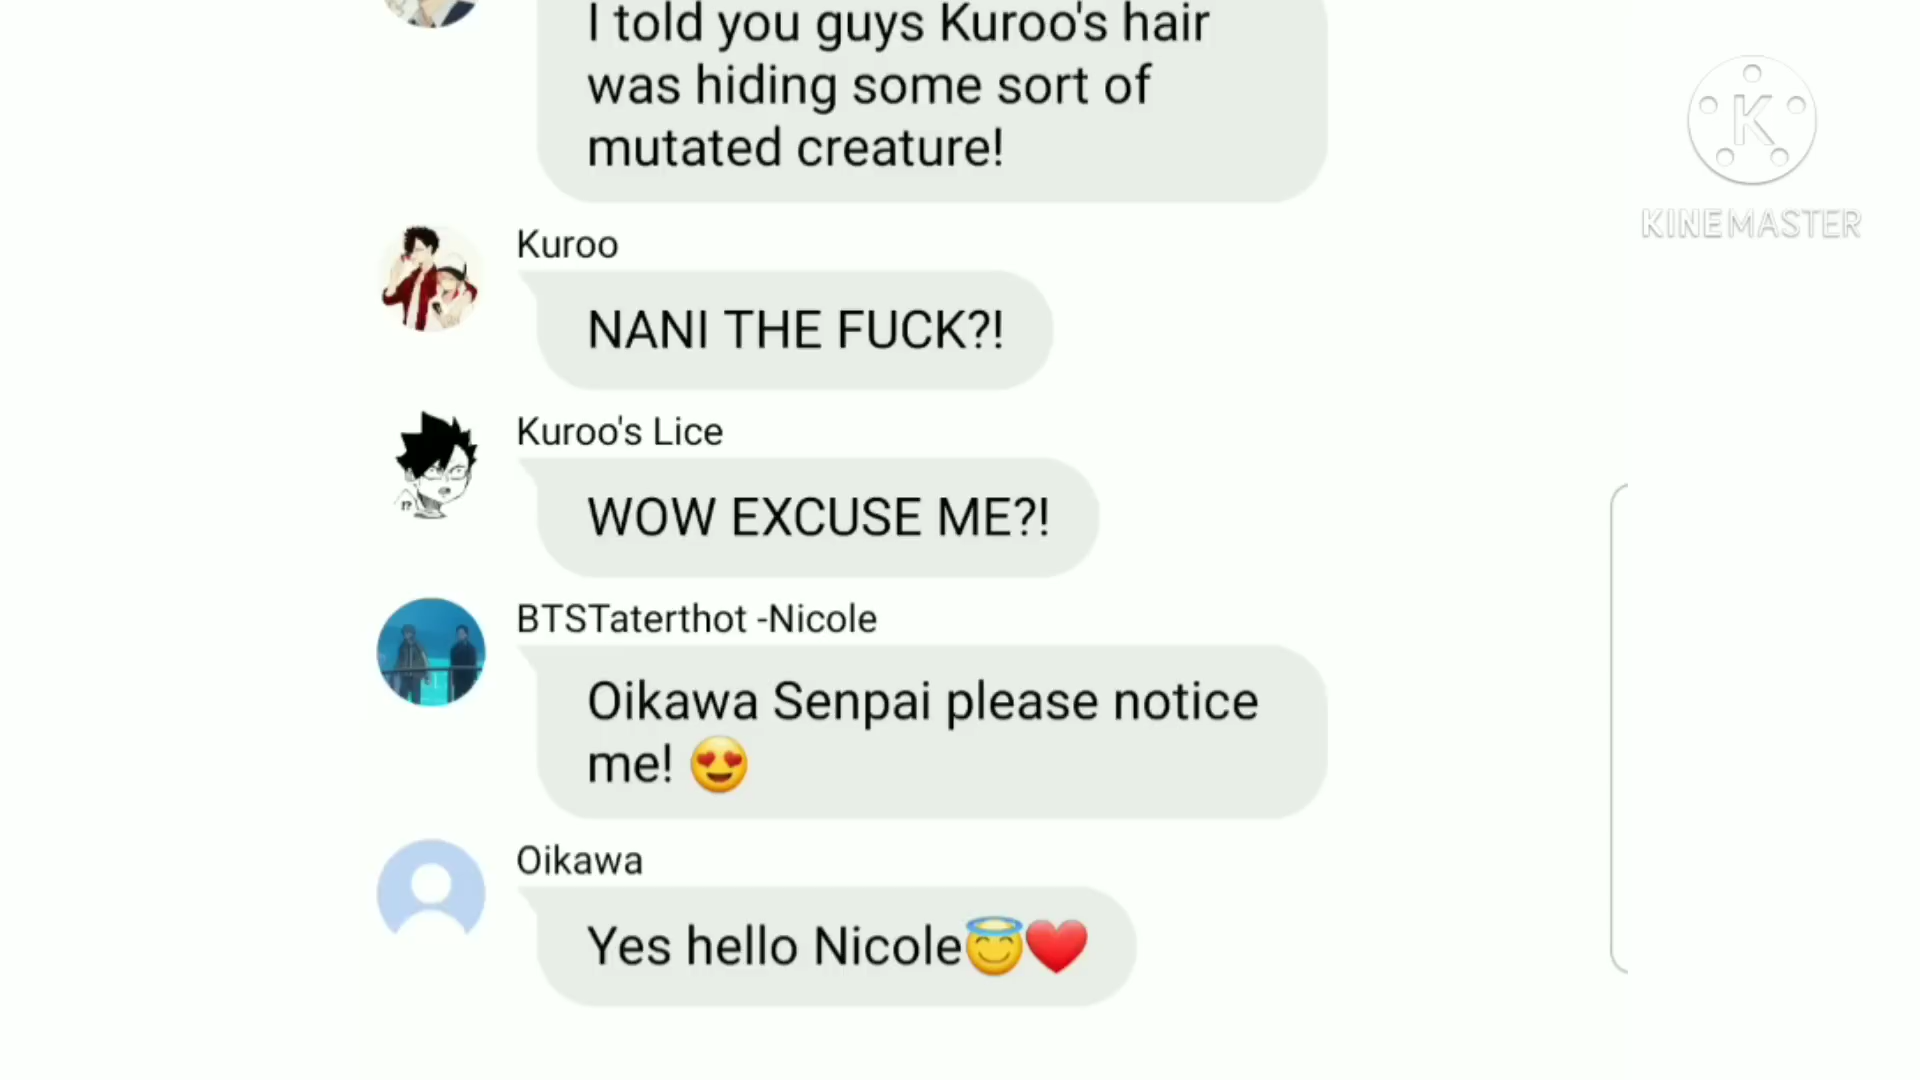 I told you guys Kuroo's hair
was hiding some sort of
mutated creature!
K
KINEMASTER
Kuroo
NANI THE FUCK?!
Kuroo's Lice
!?
WOW EXCUSE ME?!
BTSTaterthot -Nicole
Oikawa Senpai please notice
me! 😍
Oikawa
Yes hello Nicole😇❤️